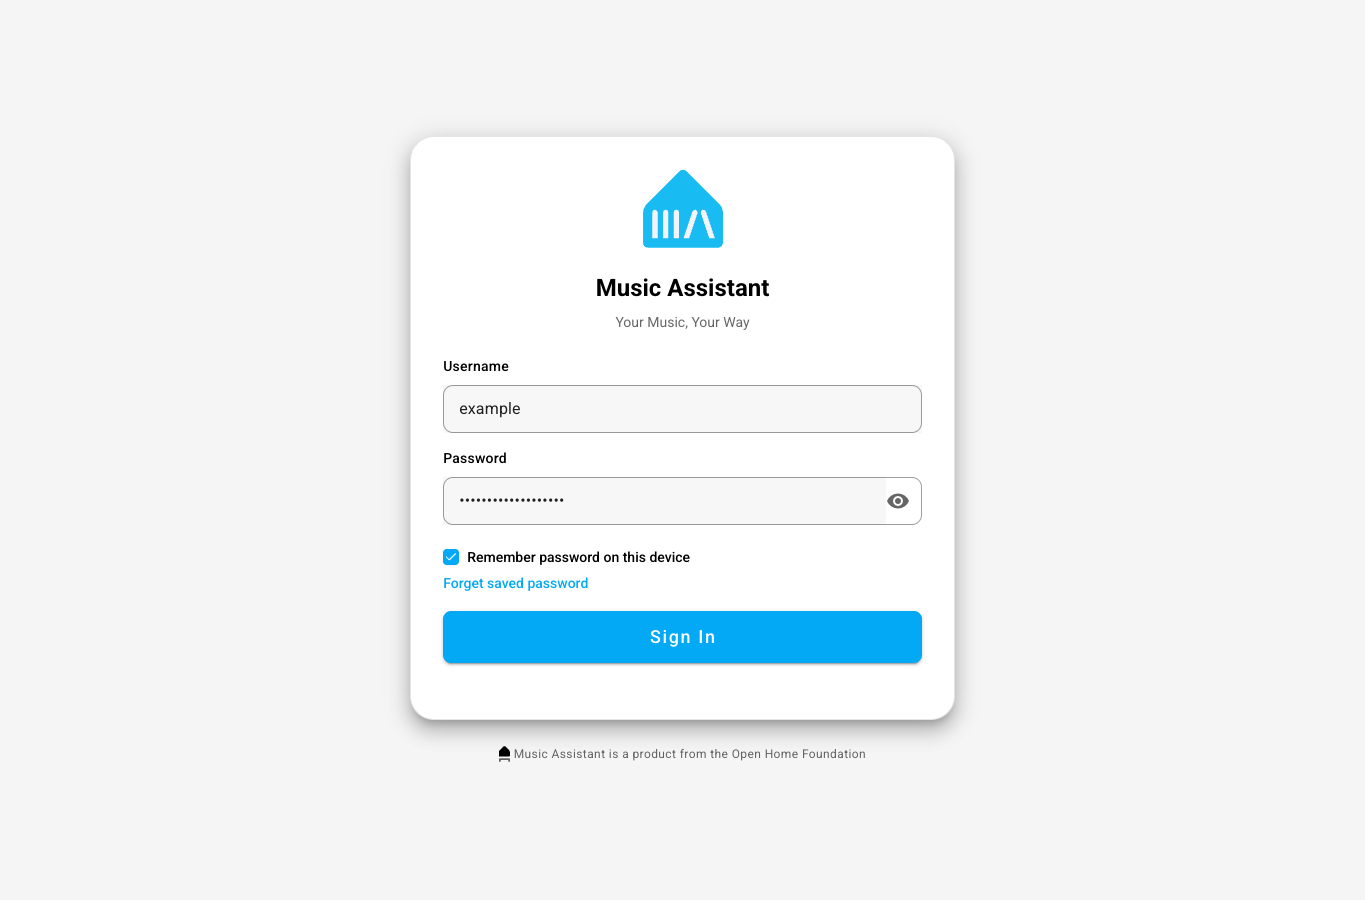 Music Assistant
Your Music, Your Way
Username
example
Password
•••••••••••••••••••
Remember password on this device
Forget saved password
Sign In
Music Assistant is a product from the Open Home Foundation